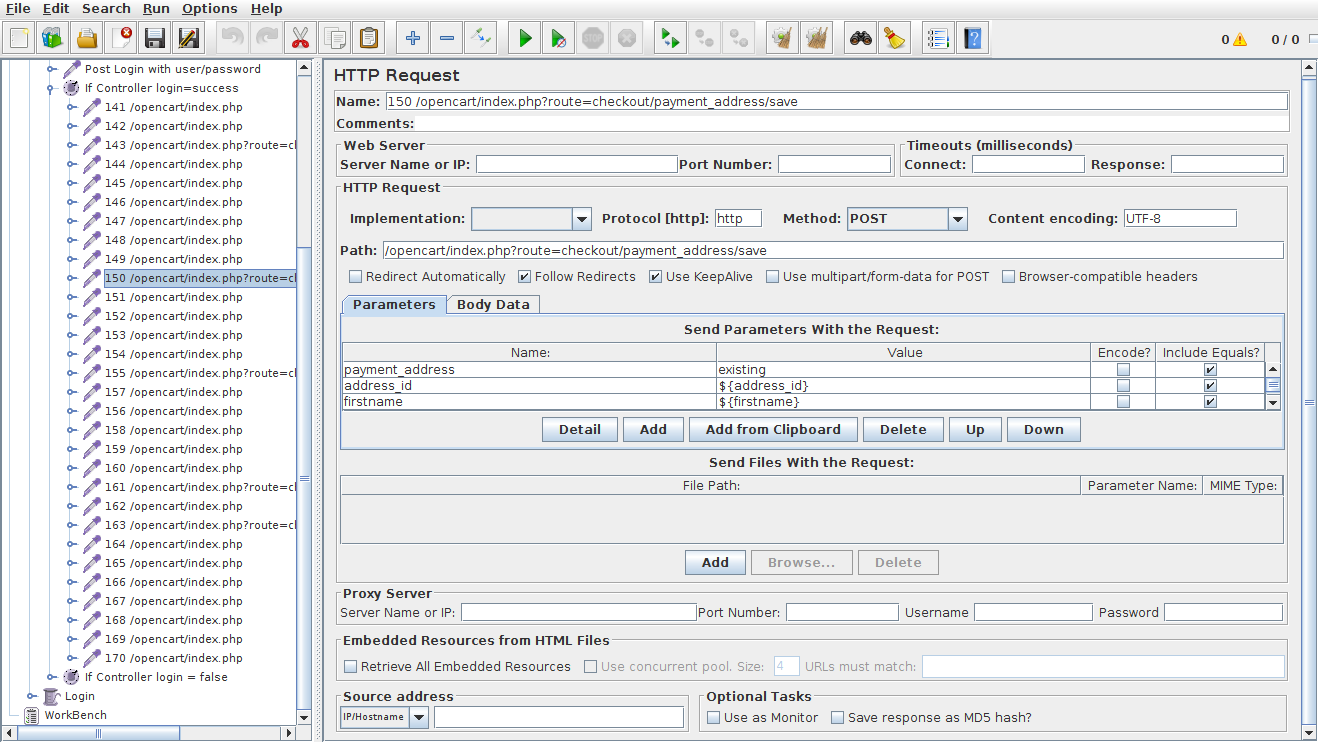 File Edit Search Run Options Help
0 0 / 0
Post Login with user/password
If Controller login=success
141 /opencart/index.php
142 /opencart/index.php
143 /opencart/index.php?route=cl
144 /opencart/index.php
145 /opencart/index.php
146 /opencart/index.php
147 /opencart/index.php
148 /opencart/index.php
149 /opencart/index.php
150 /opencart/index.php?route=cl
151 /opencart/index.php
152 /opencart/index.php
153 /opencart/index.php
154 /opencart/index.php
155 /opencart/index.php?route=cl
157 /opencart/index.php
156 /opencart/index.php
158 /opencart/index.php
159 /opencart/index.php
160 /opencart/index.php
161 /opencart/index.php?route=cl
162 /opencart/index.php
163 /opencart/index.php?route=cl
164 /opencart/index.php
165 /opencart/index.php
166 /opencart/index.php
167 /opencart/index.php
168 /opencart/index.php
169 /opencart/index.php
170 /opencart/index.php
If Controller login = false
Login
WorkBench
HTTP Request
Name: 150 /opencart/index.php?route=checkout/payment_address/save
Comments:
Web Server Timeouts (milliseconds)
Server Name or IP: Port Number: Connect: Response:
HTTP Request
Implementation: Protocol [http]: http Method: POST Content encoding: UTF-8
Path: /opencart/index.php?route=checkout/payment_address/save
Redirect Automatically Follow Redirects Use KeepAlive Use multipart/form-data for POST Browser-compatible headers
Parameters Body Data
Send Parameters With the Request:
Name: Value Encode? Include Equals?
payment_address existing
address_id ${address_id}
firstname ${firstname}
Detail Add Add from Clipboard Delete Up Down
Send Files With the Request:
File Path: Parameter Name: MIME Type:
Add Browse... Delete
Proxy Server
Server Name or IP: Port Number: Username Password
Embedded Resources from HTML Files
Retrieve All Embedded Resources Use concurrent pool. Size: 4 URLs must match:
Source address Optional Tasks
IP/Hostname Use as Monitor Save response as MD5 hash?